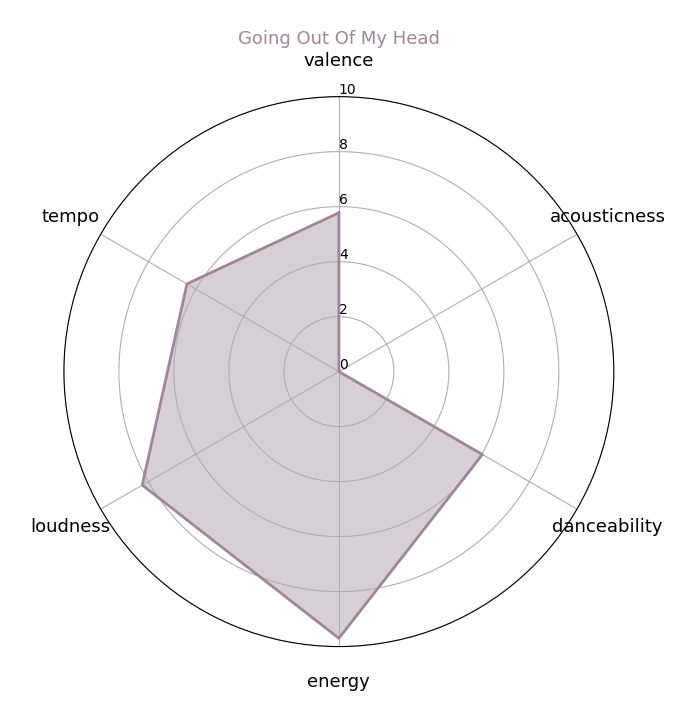 Going Out Of My Head
valence
10
8
tempo
acousticness
6
4
2
0
loudness
danceability
energy